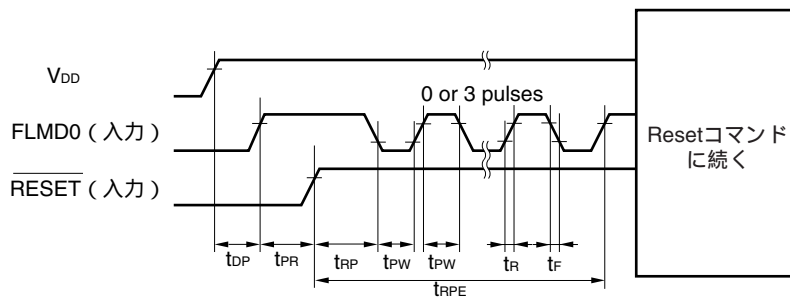 VDD
0 or 3 pulses
FLMD0（入力）
RESET（入力）
Resetコマンド
に続く
tDP
tPR
tRP
tPW
tPW
tR
tF
tRPE